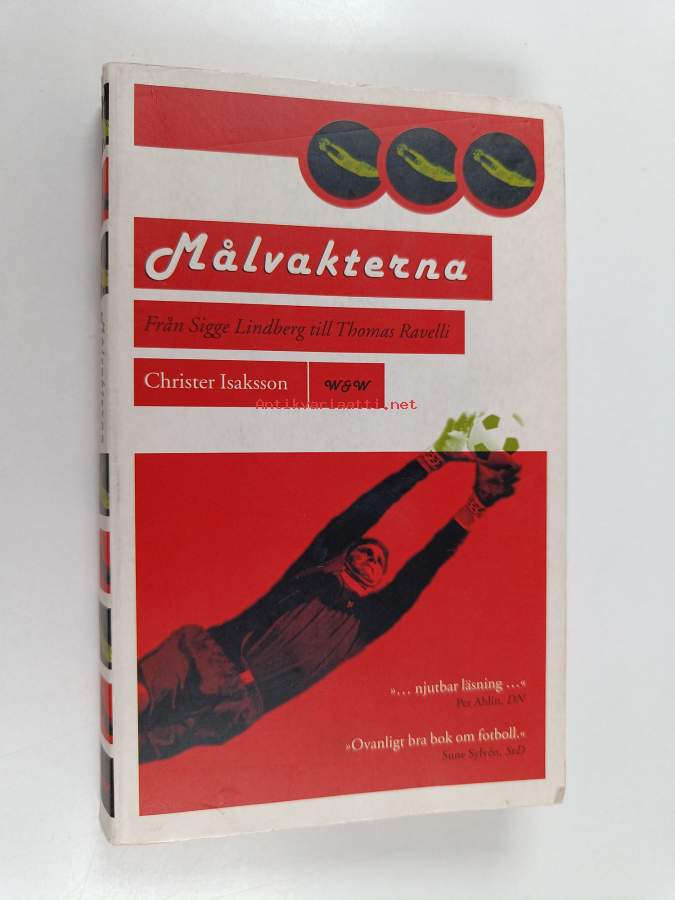 Målvakterna
Från Sigge Lindberg till Thomas Ravelli
Christer Isaksson
W&W
Antikvariaatti.net
»… njutbar läsning …«
Per Ahlin, DN
»Ovanligt bra bok om fotboll.«
Sune Sylvén, SvD
Målvakterna